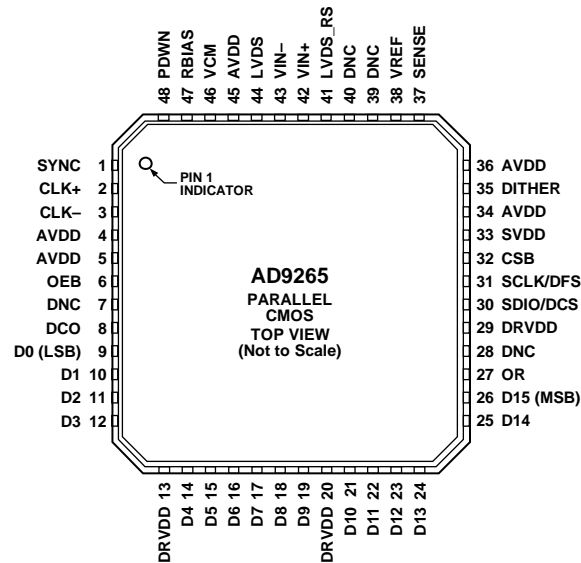 48 PDWN
47 RBIAS
46 VCM
45 AVDD
44 LVDS
43 VIN–
42 VIN+
41 LVDS_RS
40 DNC
39 DNC
38 VREF
37 SENSE
SYNC 1
CLK+ 2
CLK– 3
AVDD 4
AVDD 5
OEB 6
DNC 7
DCO 8
D0 (LSB) 9
D1 10
D2 11
D3 12
PIN 1
INDICATOR
AD9265
PARALLEL
CMOS
TOP VIEW
(Not to Scale)
36 AVDD
35 DITHER
34 AVDD
33 SVDD
32 CSB
31 SCLK/DFS
30 SDIO/DCS
29 DRVDD
28 DNC
27 OR
26 D15 (MSB)
25 D14
DRVDD 13
D4 14
D5 15
D6 16
D7 17
D8 18
D9 19
DRVDD 20
D10 21
D11 22
D12 23
D13 24